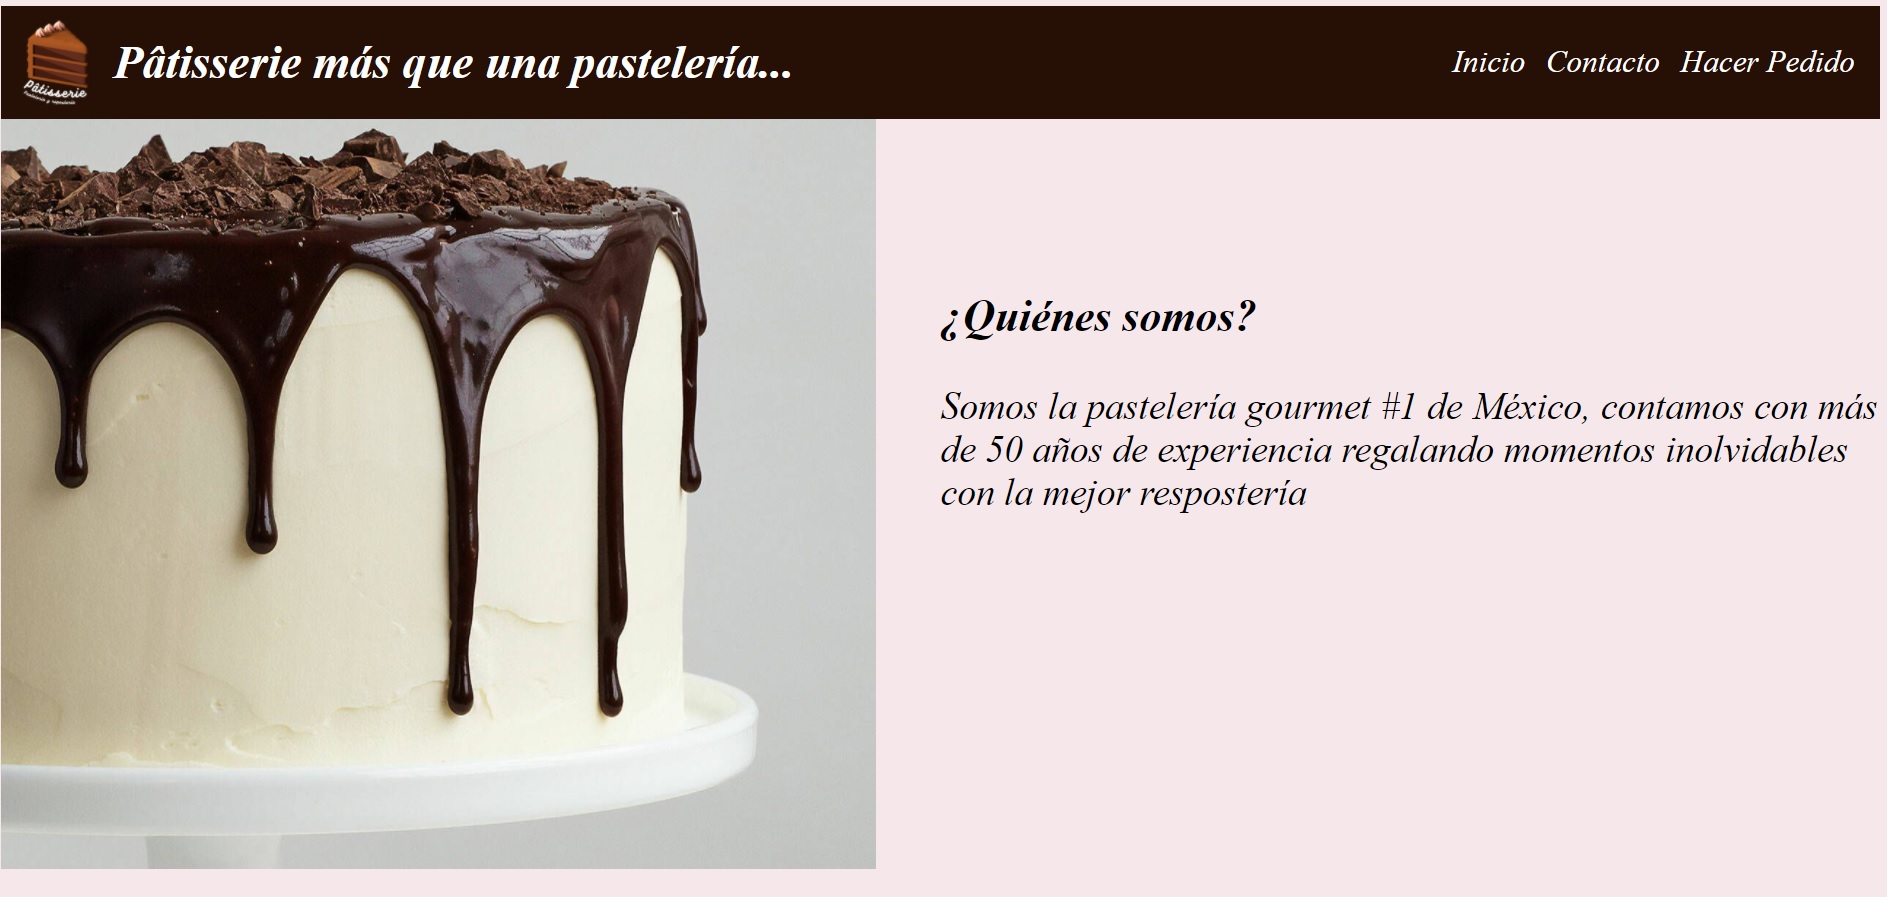 Pâtisserie más que una pastelería...
Inicio Contacto Hacer Pedido
Pâtisserie
¿Quiénes somos?
Somos la pastelería gourmet #1 de México, contamos con más
de 50 años de experiencia regalando momentos inolvidables
con la mejor respostería